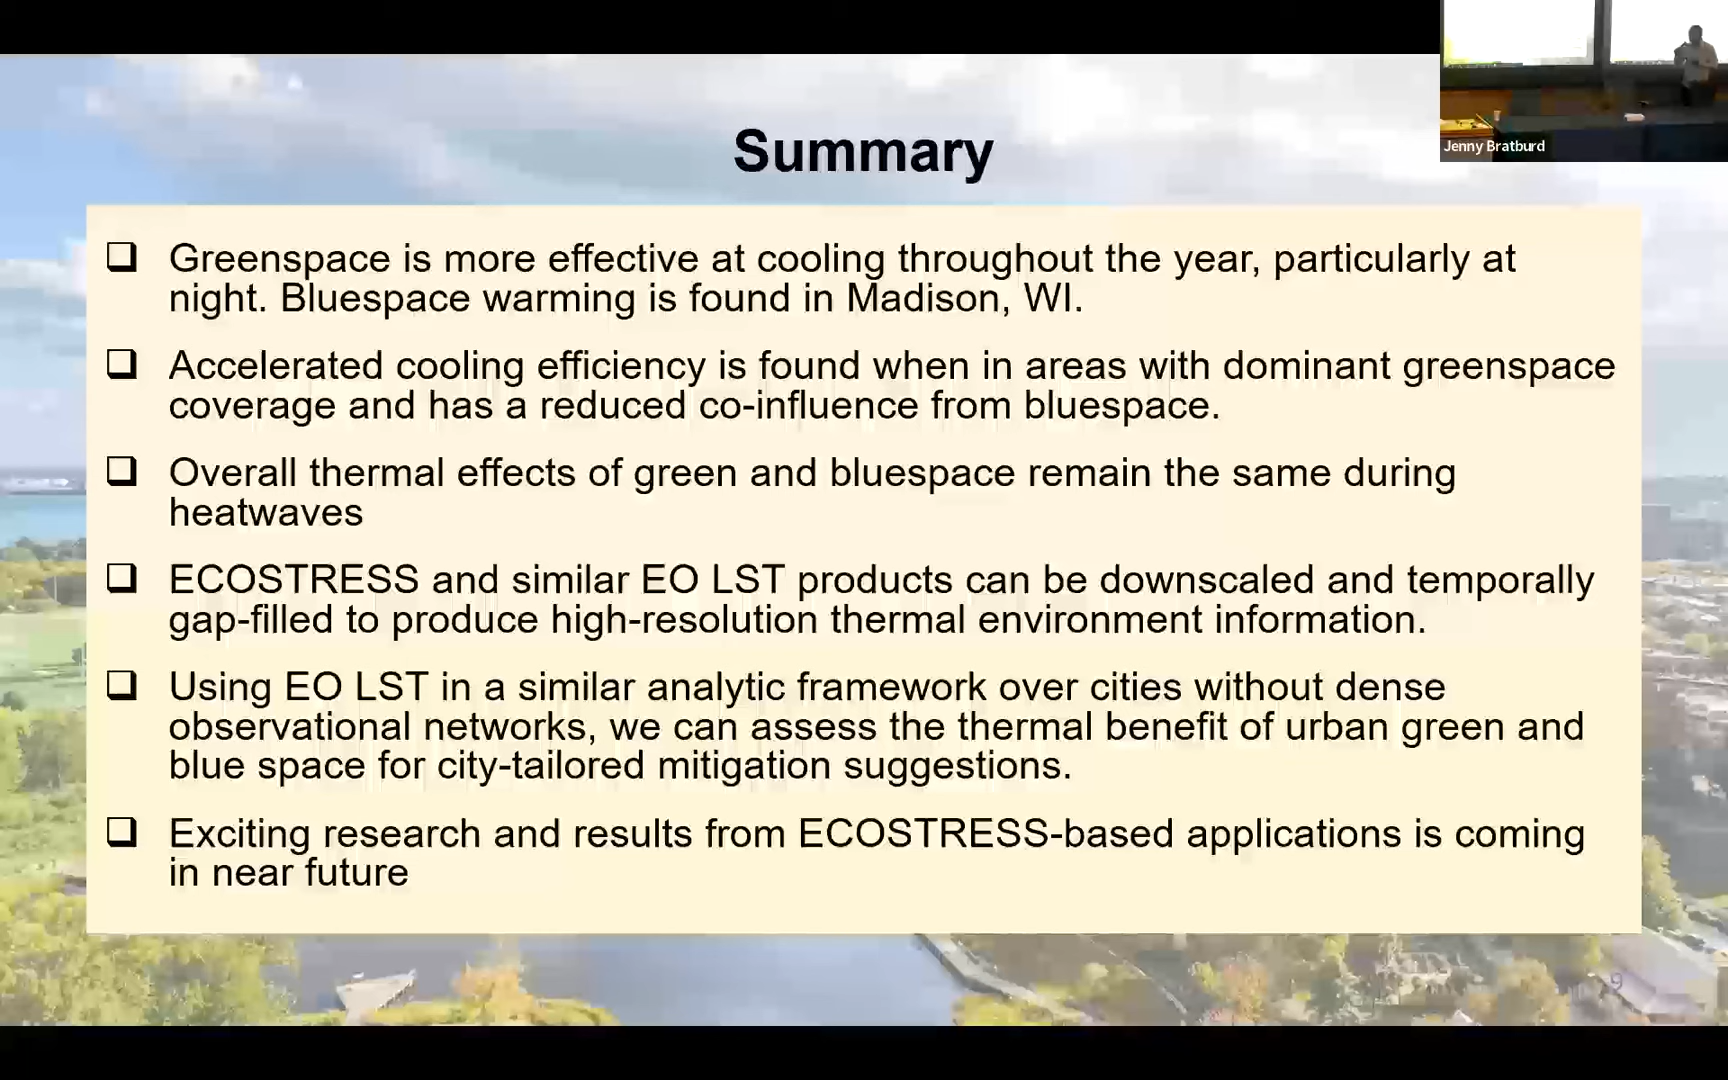 Summary
Jenny Bratburd
❑ Greenspace is more effective at cooling throughout the year, particularly at
night. Bluespace warming is found in Madison, WI.
❑ Accelerated cooling efficiency is found when in areas with dominant greenspace
coverage and has a reduced co-influence from bluespace.
❑ Overall thermal effects of green and bluespace remain the same during
heatwaves
❑ ECOSTRESS and similar EO LST products can be downscaled and temporally
gap-filled to produce high-resolution thermal environment information.
❑ Using EO LST in a similar analytic framework over cities without dense
observational networks, we can assess the thermal benefit of urban green and
blue space for city-tailored mitigation suggestions.
❑ Exciting research and results from ECOSTRESS-based applications is coming
in near future
9